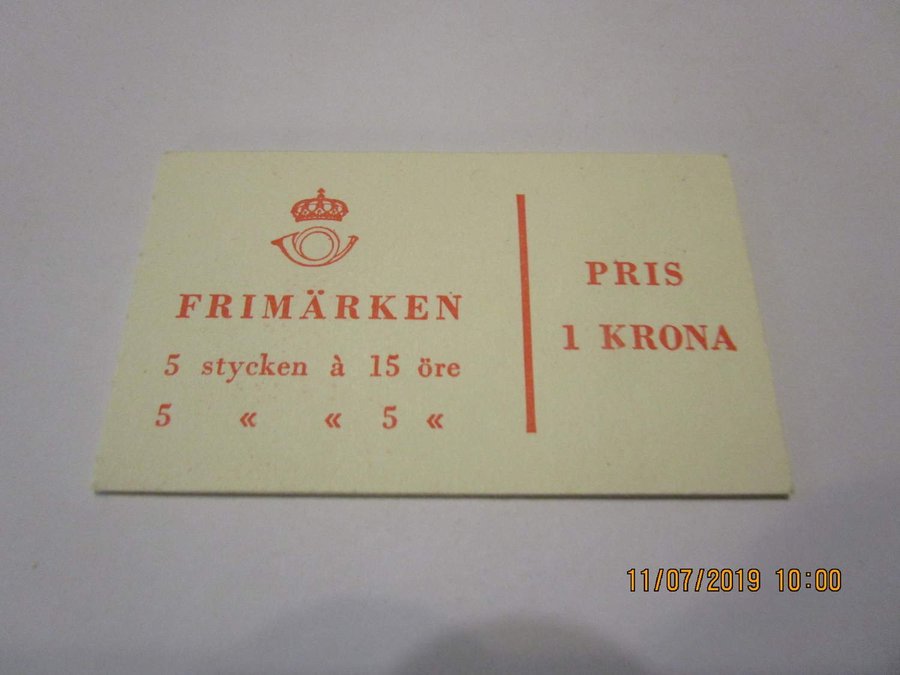 FRIMÄRKEN
5 stycken à 15 öre
5 « « 5 «
PRIS
1 KRONA
11/07/2019 10:00